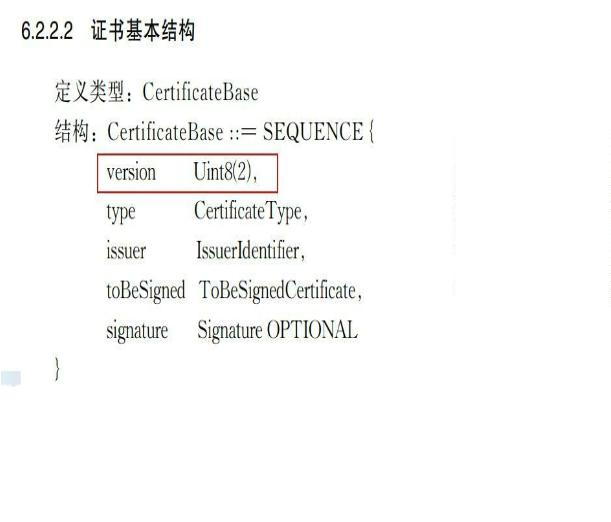 6.2.2.2 证书基本结构
定义类型：CertificateBase
结构：CertificateBase ::= SEQUENCE {
version Uint8(2),
type CertificateType,
issuer IssuerIdentifier,
toBeSigned ToBeSignedCertificate,
signature Signature OPTIONAL
}